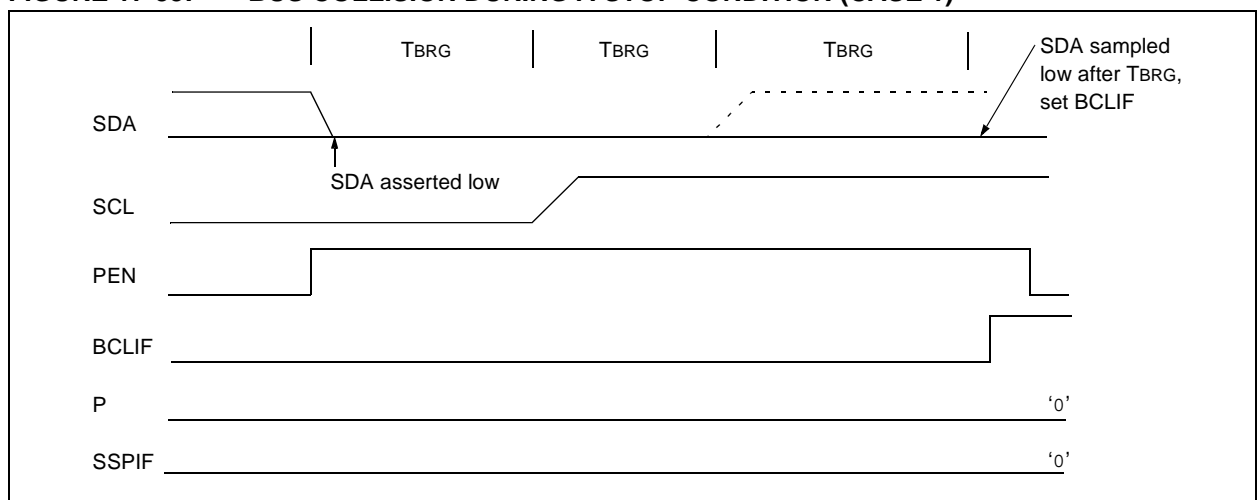 TBRG TBRG TBRG
SDA sampled
low after TBRG,
set BCLIF
SDA
SDA asserted low
SCL
PEN
BCLIF
P
‘0’
SSPIF
‘0’